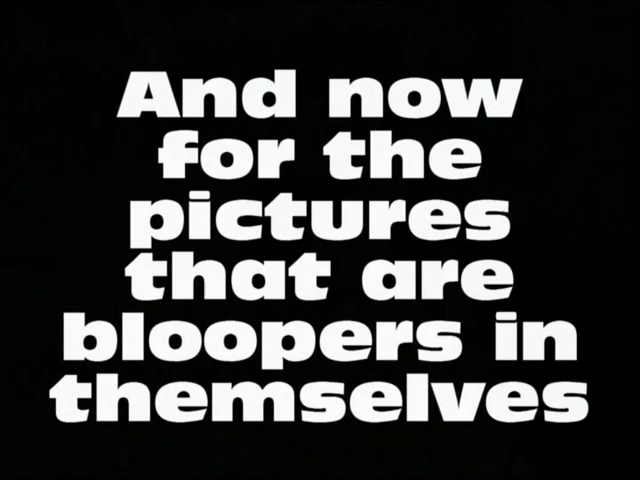 And now
for the
pictures
that are
bloopers in
themselves